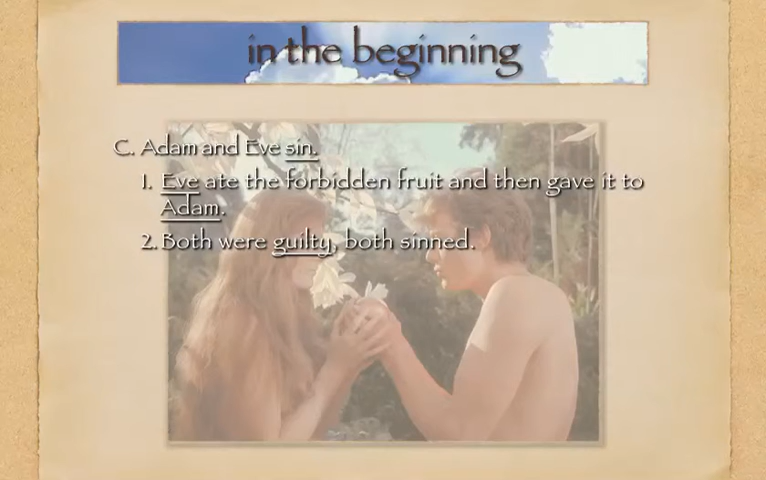 in the beginning
C. Adam and Eve sin.
1. Eve ate the forbidden fruit and then gave it to
Adam.
2. Both were guilty, both sinned.